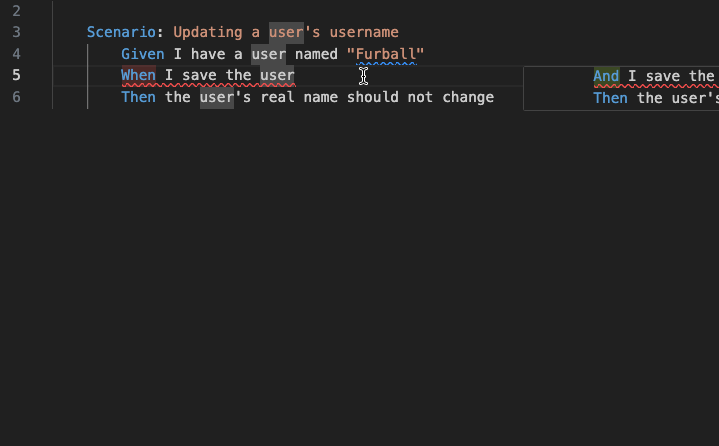 2
3 Scenario: Updating a user's username
4 Given I have a user named "Furball"
5 When I save the user
And I save the
6 Then the user's real name should not change
Then the user's